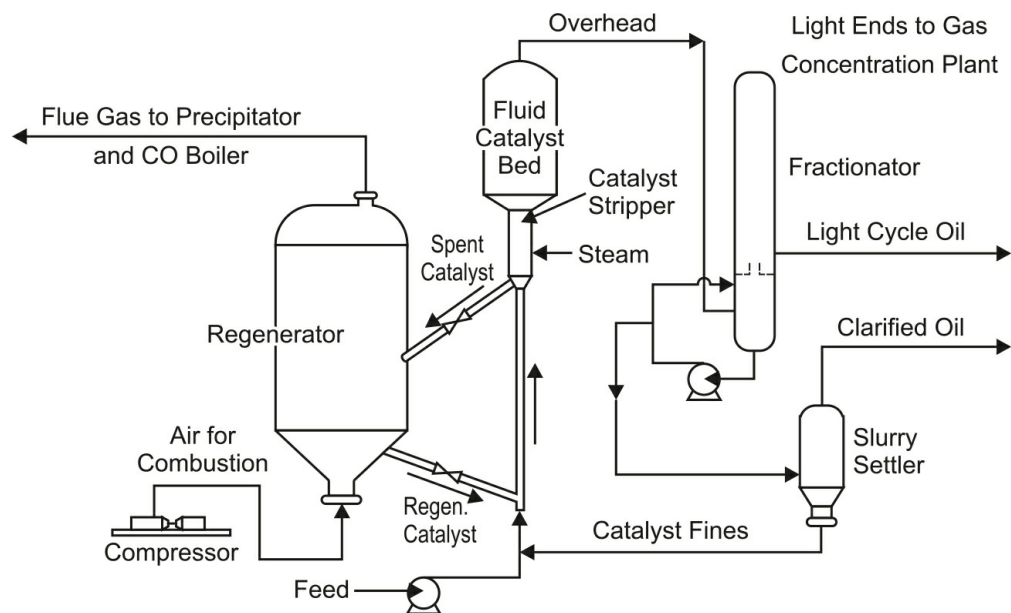 Overhead
Light Ends to Gas
Concentration Plant
Flue Gas to Precipitator
and CO Boiler
Fluid
Catalyst
Bed
Fractionator
Catalyst
Stripper
Spent
Catalyst
Steam
Light Cycle Oil
Regenerator
Clarified Oil
Air for
Combustion
Slurry
Settler
Regen.
Catalyst
Compressor
Catalyst Fines
Feed